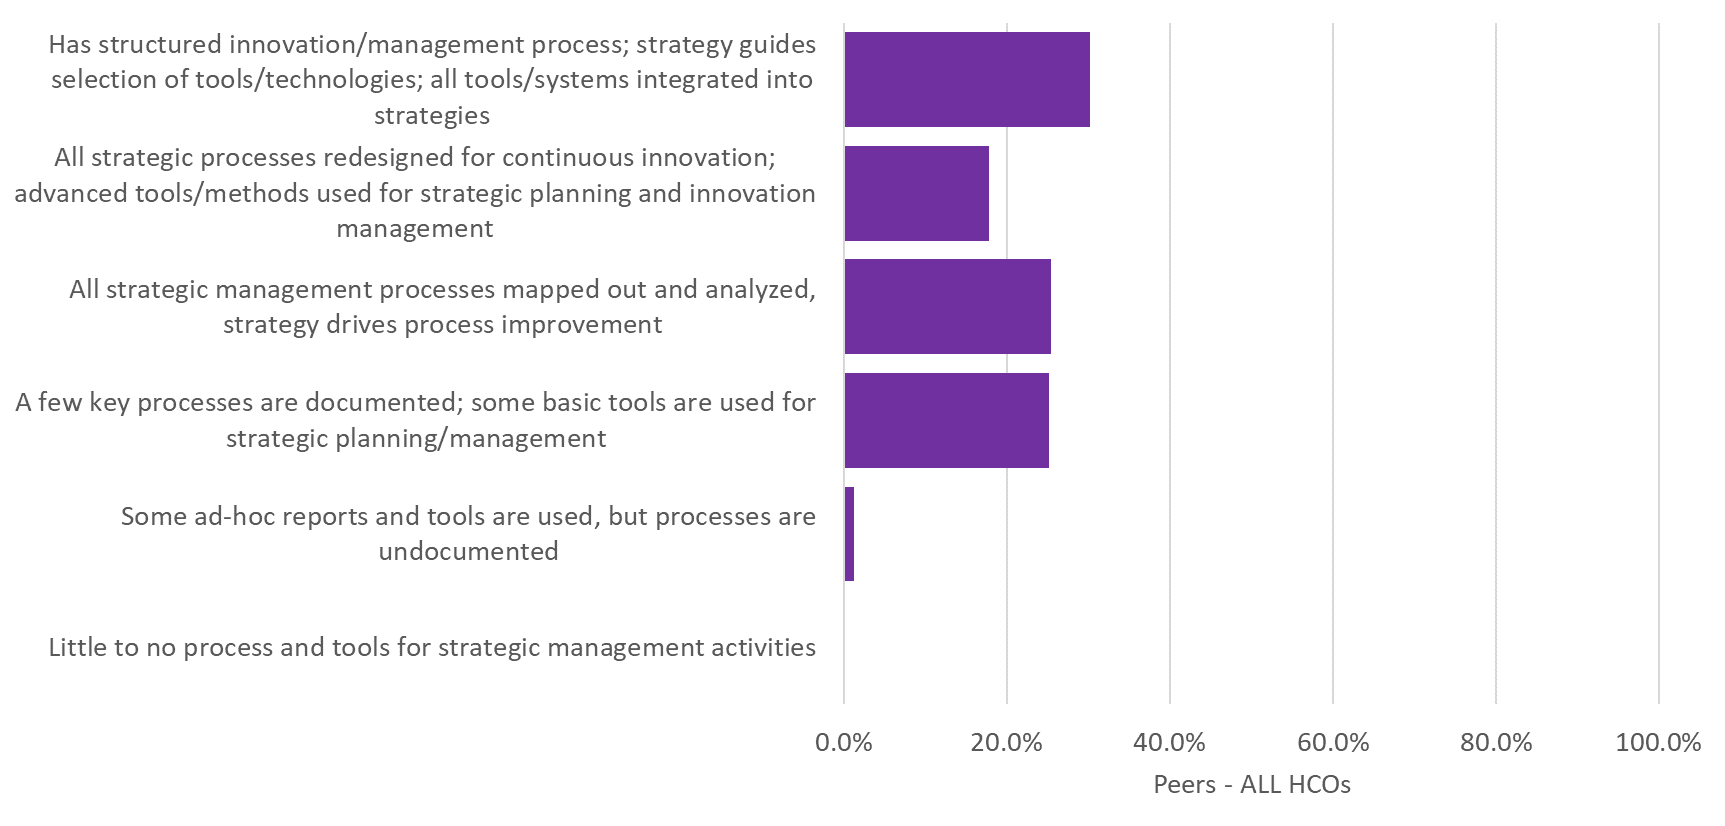 Has structured innovation/management process; strategy guides
selection of tools/technologies; all tools/systems integrated into
strategies
All strategic processes redesigned for continuous innovation;
advanced tools/methods used for strategic planning and innovation
management
All strategic management processes mapped out and analyzed,
strategy drives process improvement
A few key processes are documented; some basic tools are used for
strategic planning/management
Some ad-hoc reports and tools are used, but processes are
undocumented
Little to no process and tools for strategic management activities
0.0% 20.0% 40.0% 60.0% 80.0% 100.0%
Peers - ALL HCOs